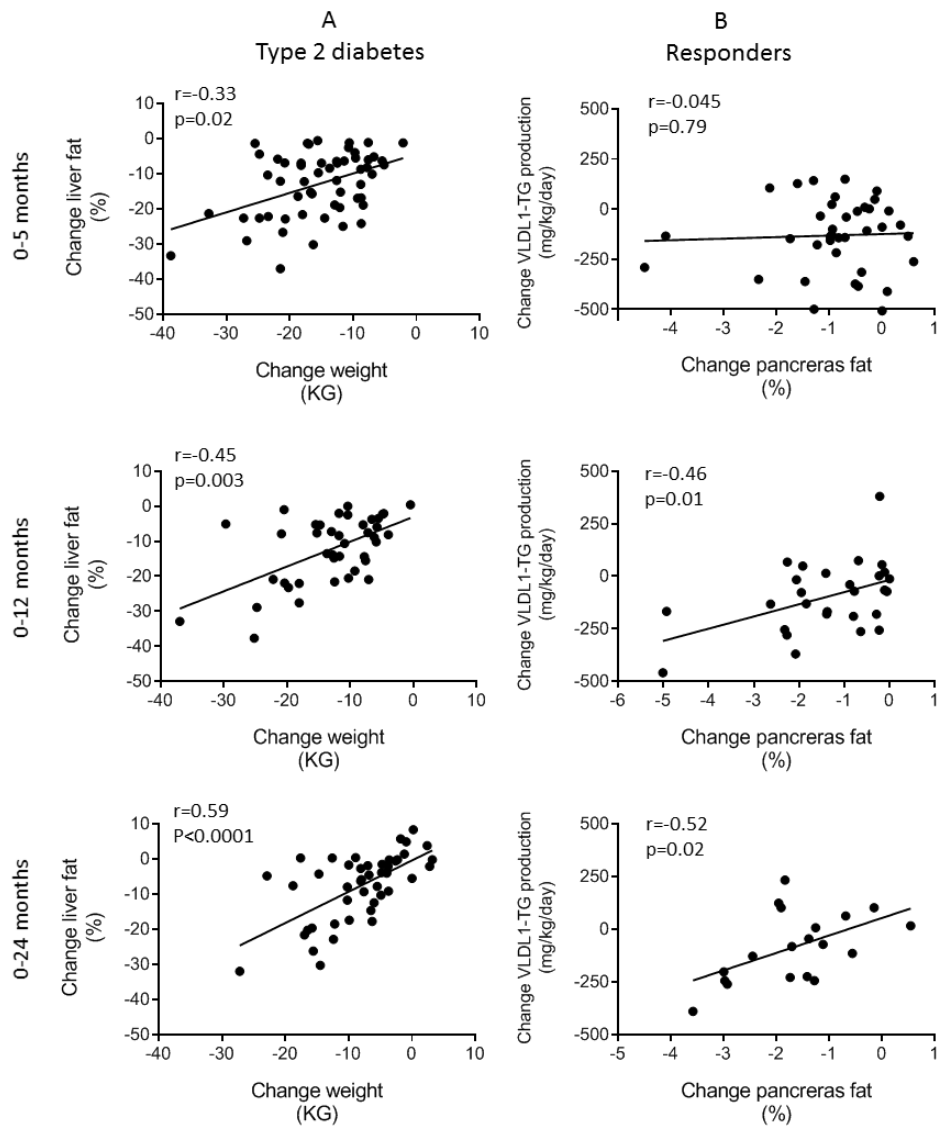 A
Type 2 diabetes
B
Responders
0-5 months
r=-0.33
p=0.02
Change liver fat
(%)
10
0
-10
-20
-30
-40
-50
-40 -30 -20 -10 0 10
Change weight
(KG)
r=-0.045
p=0.79
Change VLDL1-TG production
(mg/kg/day)
500
250
0
-250
-500
-5 -4 -3 -2 -1 0 1
Change pancreras fat
(%)
0-12 months
r=-0.45
p=0.003
Change liver fat
(%)
10
0
-10
-20
-30
-40
-50
-40 -30 -20 -10 0 10
Change weight
(KG)
r=-0.46
p=0.01
Change VLDL1-TG production
(mg/kg/day)
500
250
0
-250
-500
-6 -5 -4 -3 -2 -1 0 1
Change pancreras fat
(%)
0-24 months
r=0.59
P<0.0001
Change liver fat
(%)
10
0
-10
-20
-30
-40
-50
-40 -30 -20 -10 0 10
Change weight
(KG)
r=-0.52
p=0.02
Change VLDL1-TG production
(mg/kg/day)
500
250
0
-250
-500
-5 -4 -3 -2 -1 0 1
Change pancreras fat
(%)